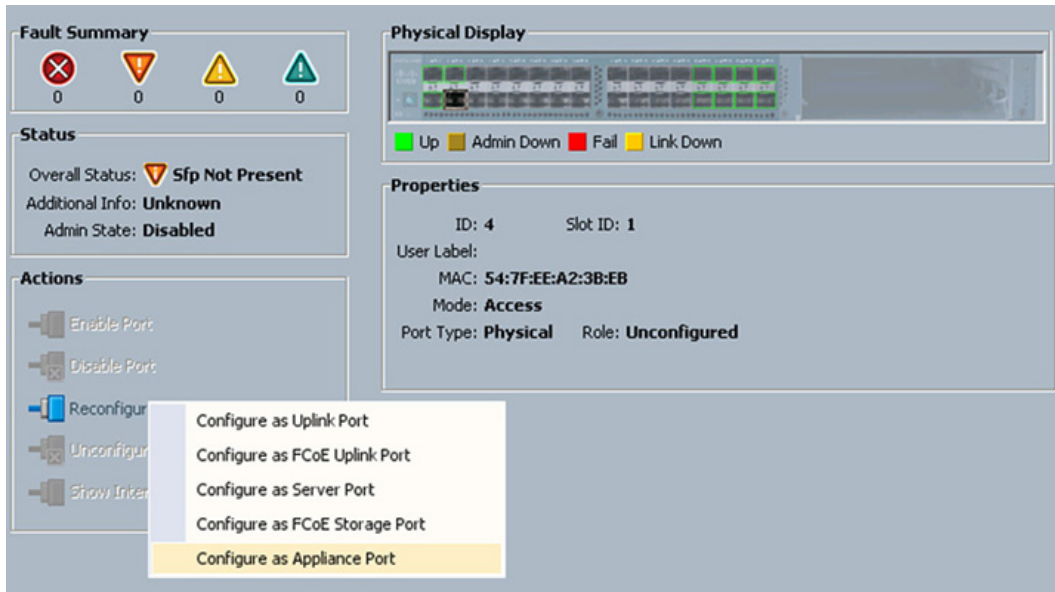 Fault Summary
0 0 0 0
Status
Overall Status: Sfp Not Present
Additional Info: Unknown
Admin State: Disabled
Actions
Enable Port
Disable Port
Reconfigur
Unconfigur
Show Inter
Configure as Uplink Port
Configure as FCoE Uplink Port
Configure as Server Port
Configure as FCoE Storage Port
Configure as Appliance Port
Physical Display
Up Admin Down Fail Link Down
Properties
ID: 4 Slot ID: 1
User Label:
MAC: 54:7F:EE:A2:3B:EB
Mode: Access
Port Type: Physical Role: Unconfigured